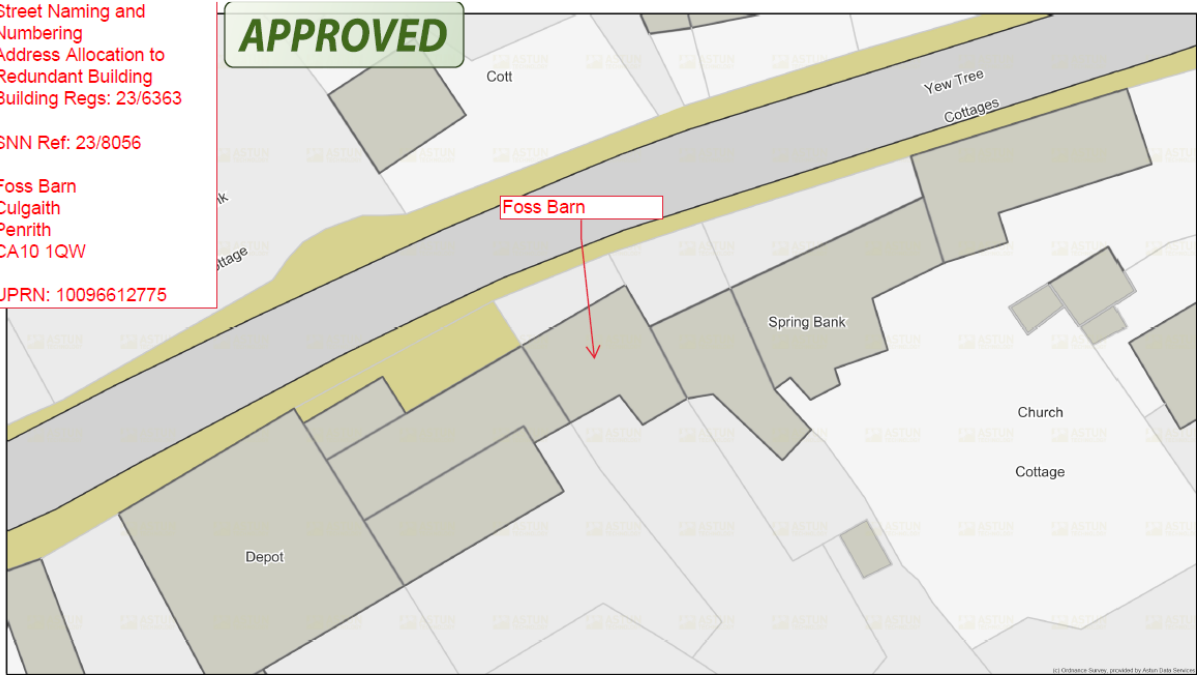 Street Naming and
Numbering
Address Allocation to
Redundant Building
Building Regs: 23/6363
SNN Ref: 23/8056
Foss Barn
Culgaith
Penrith
CA10 1QW
UPRN: 10096612775
APPROVED
Cott
Yew Tree
Cottages
Foss Barn
Spring Bank
Church
Cottage
Depot
(c) Ordnance Survey, provided by Astun Data Services